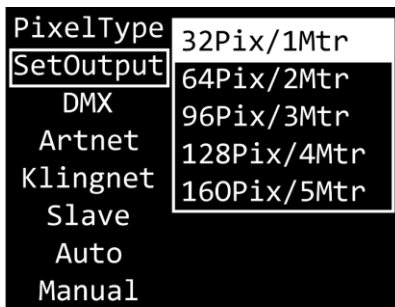 PixelType
SetOutput
DMX
Artnet
Klingnet
Slave
Auto
Manual
32Pix/1Mtr
64Pix/2Mtr
96Pix/3Mtr
128Pix/4Mtr
160Pix/5Mtr